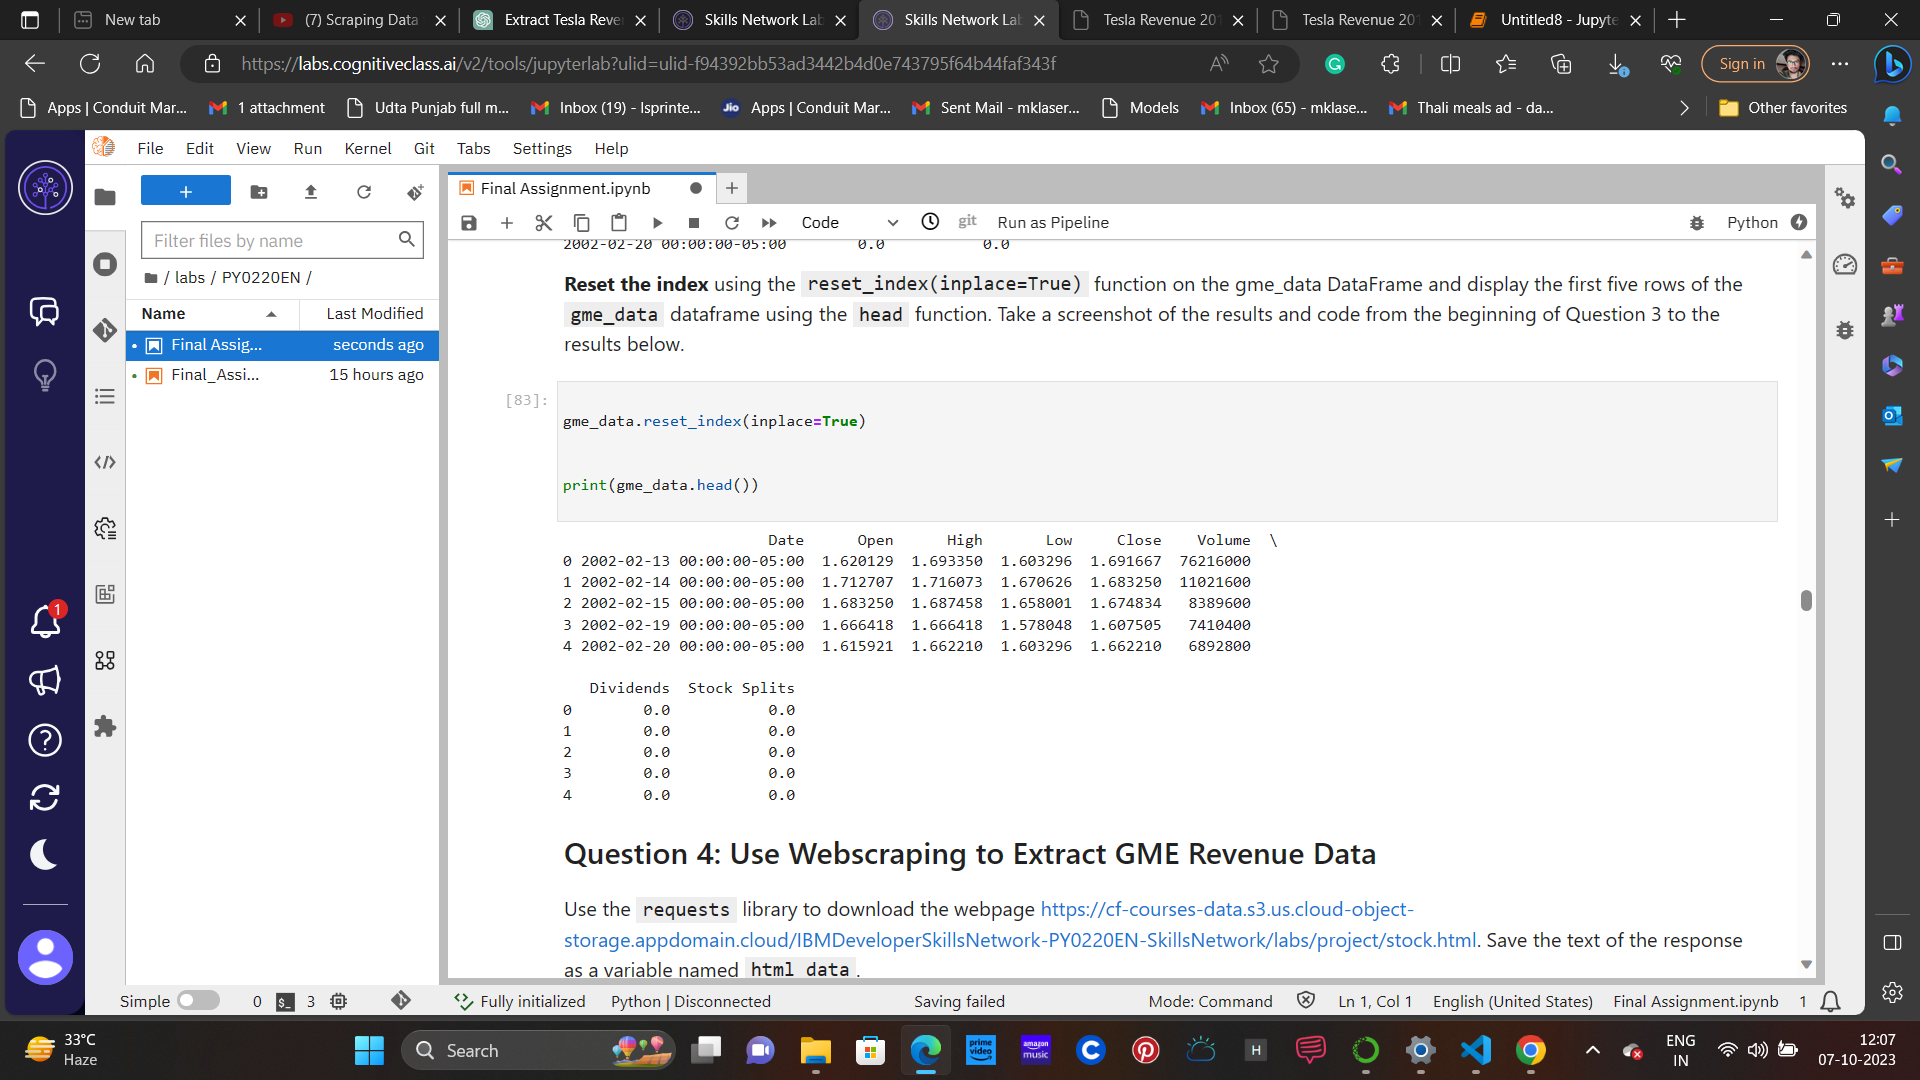 New tab
(7) Scraping Data
Extract Tesla Reve
Skills Network Lab
Skills Network Lab
Tesla Revenue 201
Tesla Revenue 201
Untitled8 - Jupyte
https://labs.cognitiveclass.ai/v2/tools/jupyterlab?ulid=ulid-f94392bb53ad3442b4d0e743795f64b44faf343f
Sign in
Apps | Conduit Mar...
1 attachment
Udta Punjab full m...
Inbox (19) - lsprinte...
Jio
Apps | Conduit Mar...
Sent Mail - mklaser...
Models
Inbox (65) - mklase...
Thali meals ad - da...
Other favorites
File Edit View Run Kernel Git Tabs Settings Help
Final Assignment.ipynb
Code
git
Run as Pipeline
Python
Filter files by name
/ labs / PY0220EN /
Name Last Modified
Final Assig... seconds ago
Final_Assi... 15 hours ago
2002-02-20 00:00:00-05:00 0.0 0.0
Reset the index using the reset_index(inplace=True) function on the gme_data DataFrame and display the first five rows of the
gme_data dataframe using the head function. Take a screenshot of the results and code from the beginning of Question 3 to the
results below.
[83]:
gme_data.reset_index(inplace=True)
print(gme_data.head())
Date Open High Low Close Volume \
0 2002-02-13 00:00:00-05:00 1.620129 1.693350 1.603296 1.691667 76216000
1 2002-02-14 00:00:00-05:00 1.712707 1.716073 1.670626 1.683250 11021600
2 2002-02-15 00:00:00-05:00 1.683250 1.687458 1.658001 1.674834 8389600
3 2002-02-19 00:00:00-05:00 1.666418 1.666418 1.578048 1.607505 7410400
4 2002-02-20 00:00:00-05:00 1.615921 1.662210 1.603296 1.662210 6892800
Dividends Stock Splits
0 0.0 0.0
1 0.0 0.0
2 0.0 0.0
3 0.0 0.0
4 0.0 0.0
Question 4: Use Webscraping to Extract GME Revenue Data
Use the requests library to download the webpage https://cf-courses-data.s3.us.cloud-object-
storage.appdomain.cloud/IBMDeveloperSkillsNetwork-PY0220EN-SkillsNetwork/labs/project/stock.html. Save the text of the response
as a variable named html_data.
1
Simple 0 $_ 3 Fully initialized Python | Disconnected Saving failed Mode: Command Ln 1, Col 1 English (United States) Final Assignment.ipynb 1
33°C
Haze
Search
prime video
amazon music
H
ENG
IN
12:07
07-10-2023